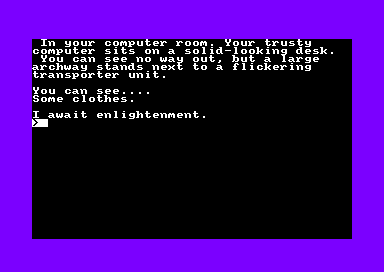 In your computer room. Your trusty
computer sits on a solid-looking desk.
You can see no way out, but a large
archway stands next to a flickering
transporter unit.
You can see....
Some clothes.
I await enlightenment.
>